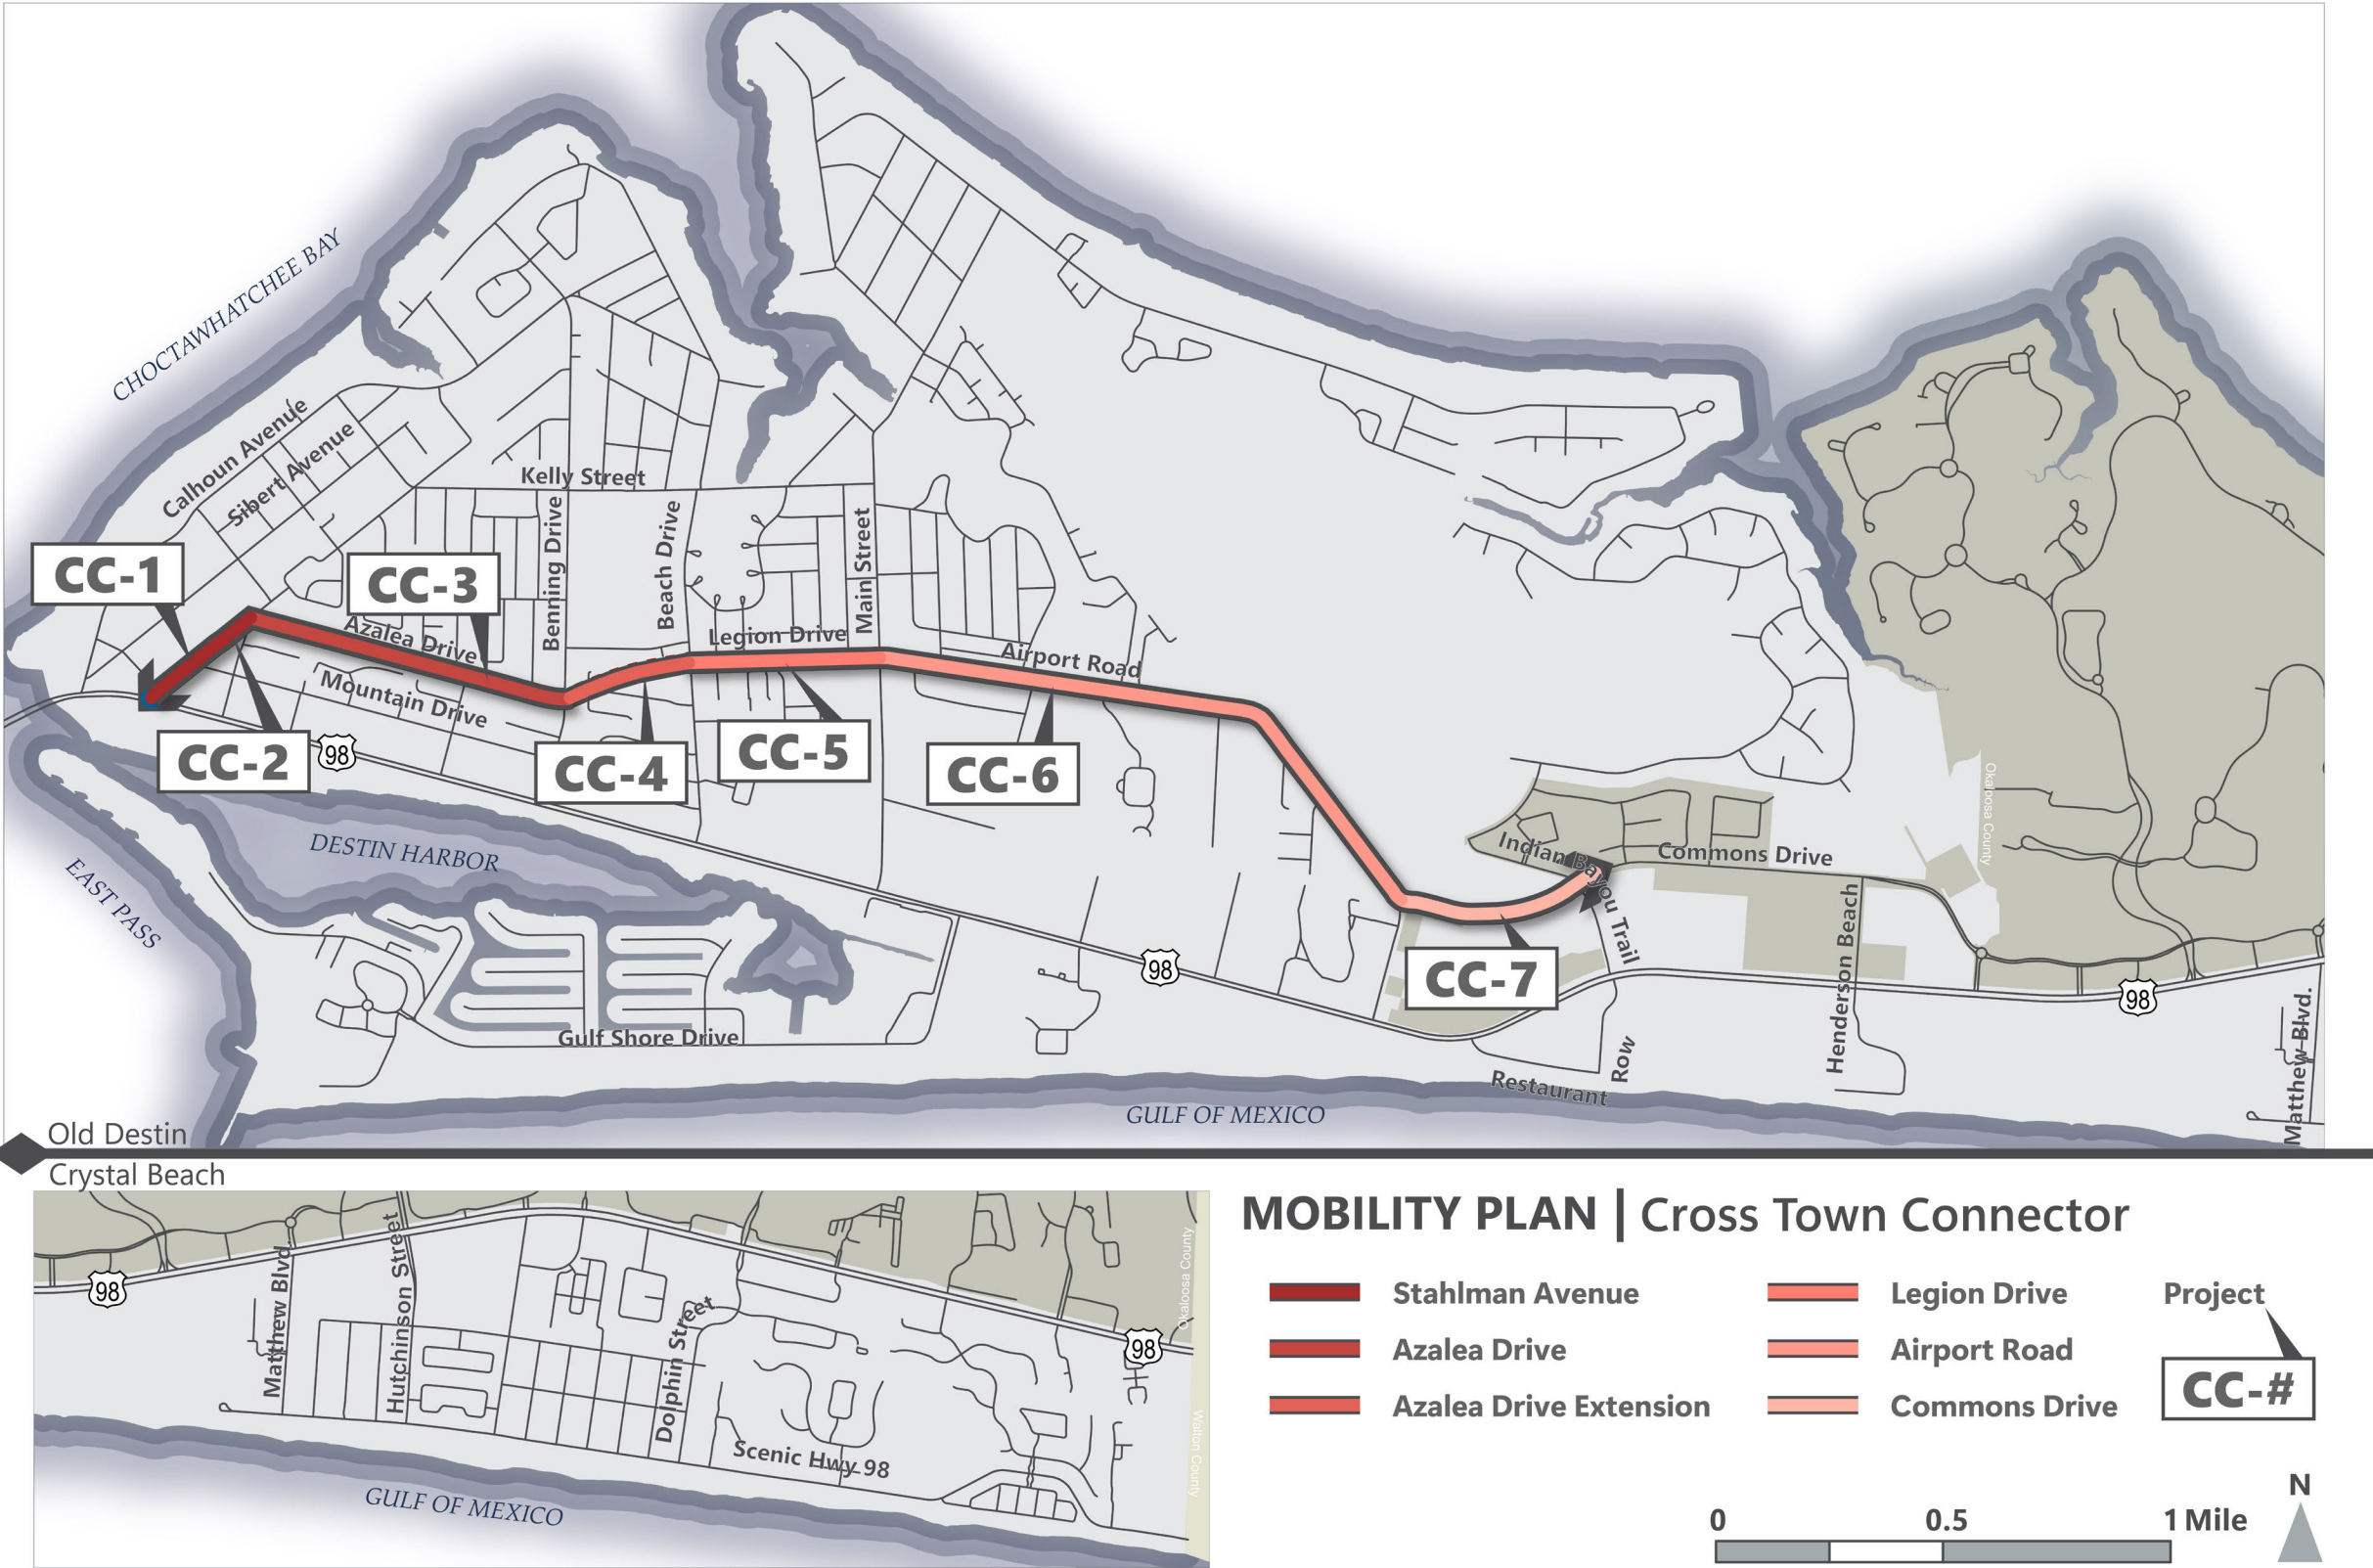 CHOCTAWHATCHEE BAY
Calhoun Avenue
Sibert Avenue
Kelly Street
Benning Drive
Beach Drive
Main Street
CC-1
CC-3
Azalea Drive
Legion Drive
Airport Road
Mountain Drive
CC-2
98
CC-4
CC-5
CC-6
Okaloosa County
Indian Bayou Trail
Commons Drive
DESTIN HARBOR
EAST PASS
Henderson Beach
98
CC-7
98
Gulf Shore Drive
Matthew Blvd.
Restaurant Row
GULF OF MEXICO
Old Destin
Crystal Beach
98
Matthew Blvd.
Hutchinson Street
Dolphin Street
Okaloosa County
98
Walton County
Scenic Hwy 98
GULF OF MEXICO
MOBILITY PLAN | Cross Town Connector
Stahlman Avenue
Azalea Drive
Azalea Drive Extension
Legion Drive
Airport Road
Commons Drive
Project
CC-#
N
0 0.5 1 Mile